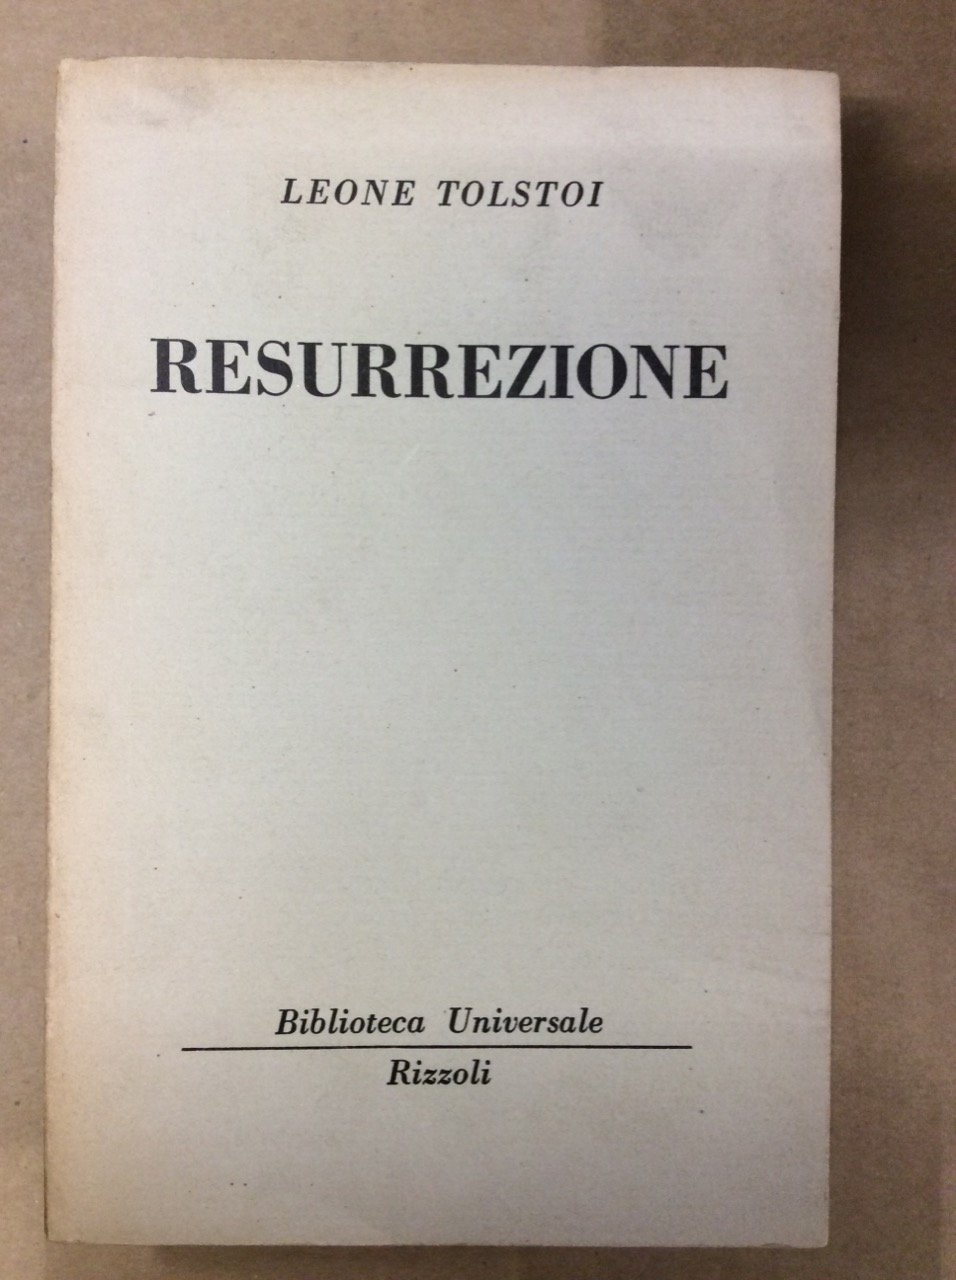 LEONE TOLSTOI
RESURREZIONE
Biblioteca Universale
Rizzoli